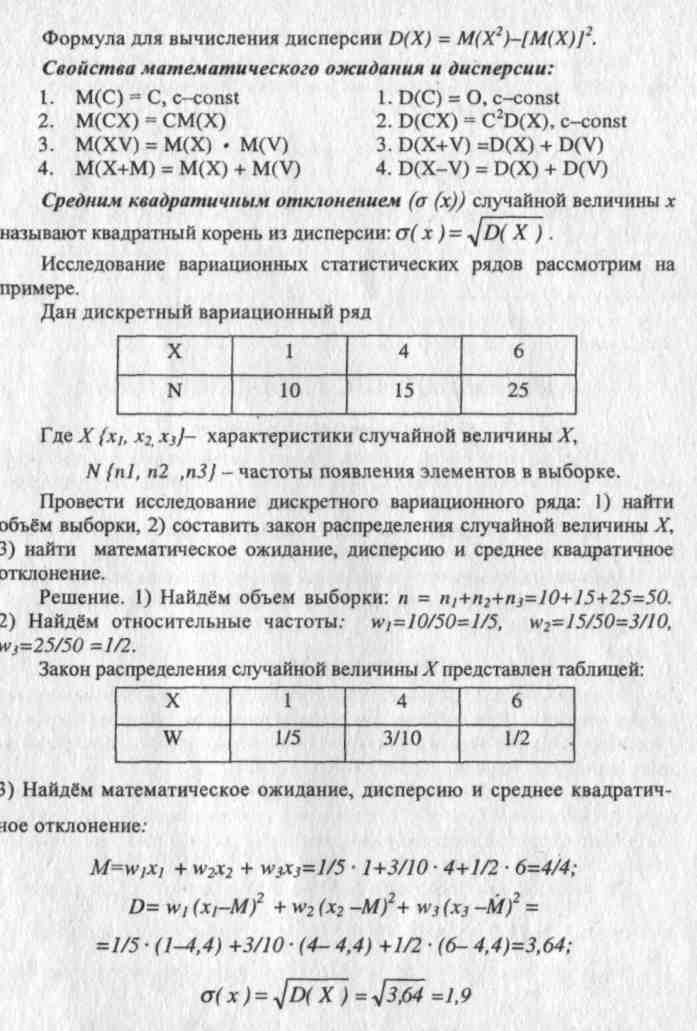 Формула для вычисления дисперсии D(X) = M(X²)–[M(X)]².
Свойства математического ожидания и дисперсии:
1. M(C) = C, c–const 1. D(C) = O, c–const
2. M(CX) = CM(X) 2. D(CX) = C²D(X), c–const
3. M(XV) = M(X) • M(V) 3. D(X+V) =D(X) + D(V)
4. M(X+M) = M(X) + M(V) 4. D(X–V) = D(X) + D(V)
Средним квадратичным отклонением (σ (x)) случайной величины x
называют квадратный корень из дисперсии: σ( x ) = √D( X ) .
Исследование вариационных статистических рядов рассмотрим на
примере.
Дан дискретный вариационный ряд
X 1 4 6
N 10 15 25
Где X {x₁, x₂, x₃}– характеристики случайной величины X,
N {n1, n2 ,n3} – частоты появления элементов в выборке.
Провести исследование дискретного вариационного ряда: 1) найти
объём выборки, 2) составить закон распределения случайной величины X,
3) найти математическое ожидание, дисперсию и среднее квадратичное
отклонение.
Решение. 1) Найдём объем выборки: n = n₁+n₂+n₃=10+15+25=50.
2) Найдём относительные частоты: w₁=10/50=1/5, w₂=15/50=3/10,
w₃=25/50 =1/2.
Закон распределения случайной величины X представлен таблицей:
X 1 4 6
W 1/5 3/10 1/2
3) Найдём математическое ожидание, дисперсию и среднее квадратич-
ное отклонение:
M=w₁x₁ + w₂x₂ + w₃x₃=1/5 · 1+3/10 · 4+1/2 · 6=4/4;
D= w₁ (x₁–M)² + w₂ (x₂ –M)²+ w₃ (x₃ –M)² =
=1/5 · (1–4,4) +3/10 · (4– 4,4) +1/2 · (6– 4,4)=3,64;
σ( x ) = √D( X ) = √3,64 =1,9